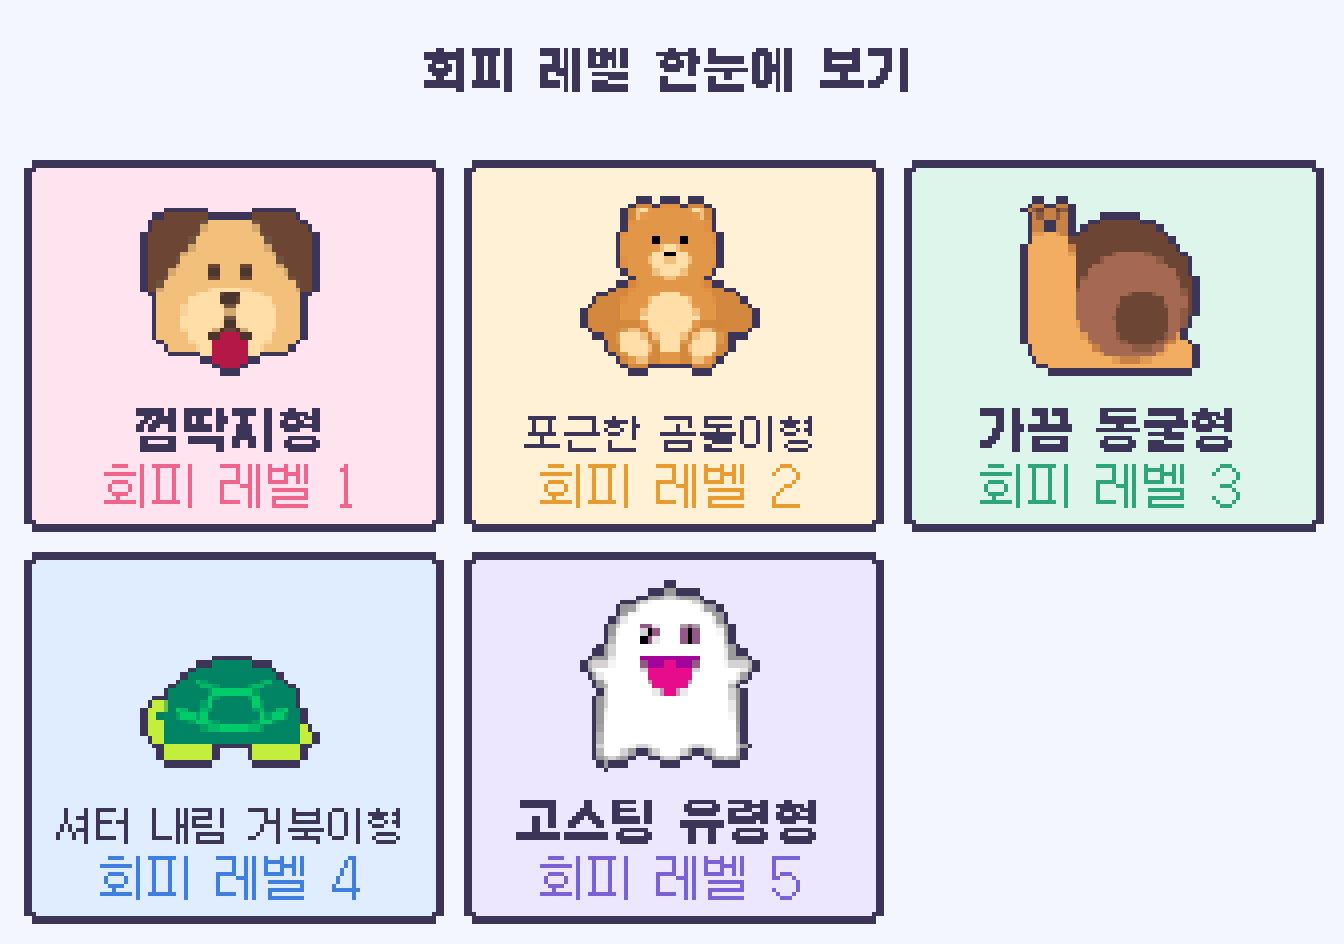 회피 레벨 한눈에 보기
껌딱지형
회피 레벨 1
포근한 곰돌이형
회피 레벨 2
가끔 동굴형
회피 레벨 3
셔터 내림 거북이형
회피 레벨 4
고스팅 유령형
회피 레벨 5